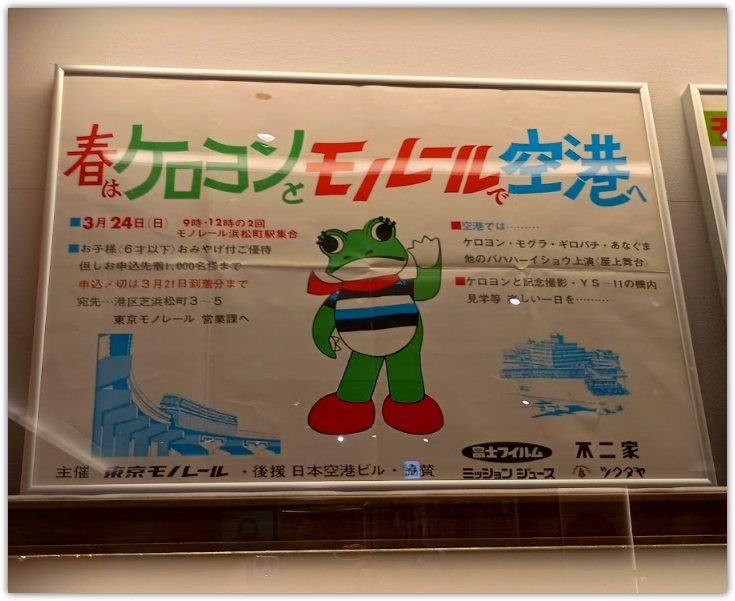 春はケロヨンとモノレールで空港へ
■3月24日(日) 9時・12時の2回
モノレール浜松町駅集合
■お子様(6才以下)おみやげ付ご優待
但しお申込先着1,000名様まで
申込〆切は3月21日到着分まで
宛先…港区芝浜松町3〜5
東京モノレール 営業課へ
■空港では………
ケロヨン・モグラ・ギロバチ・あなぐま
他のバハハーイショウ上演(屋上舞台)
■ケロヨンと記念撮影・YS-11の機内
見学等 楽しい一日を………
富士フイルム 不二家
主催 東京モノレール ・後援 日本空港ビル・協賛 ミッションジュース ツクダヤ
モ